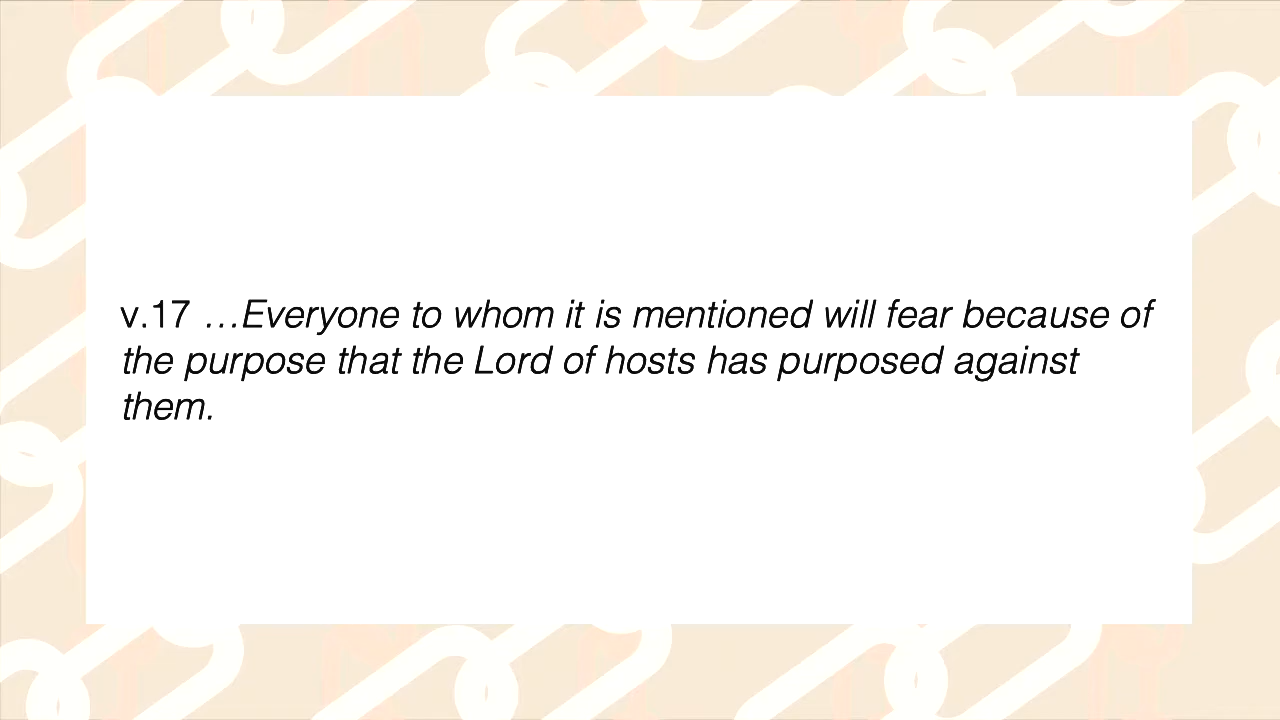 v.17 …Everyone to whom it is mentioned will fear because of
the purpose that the Lord of hosts has purposed against
them.